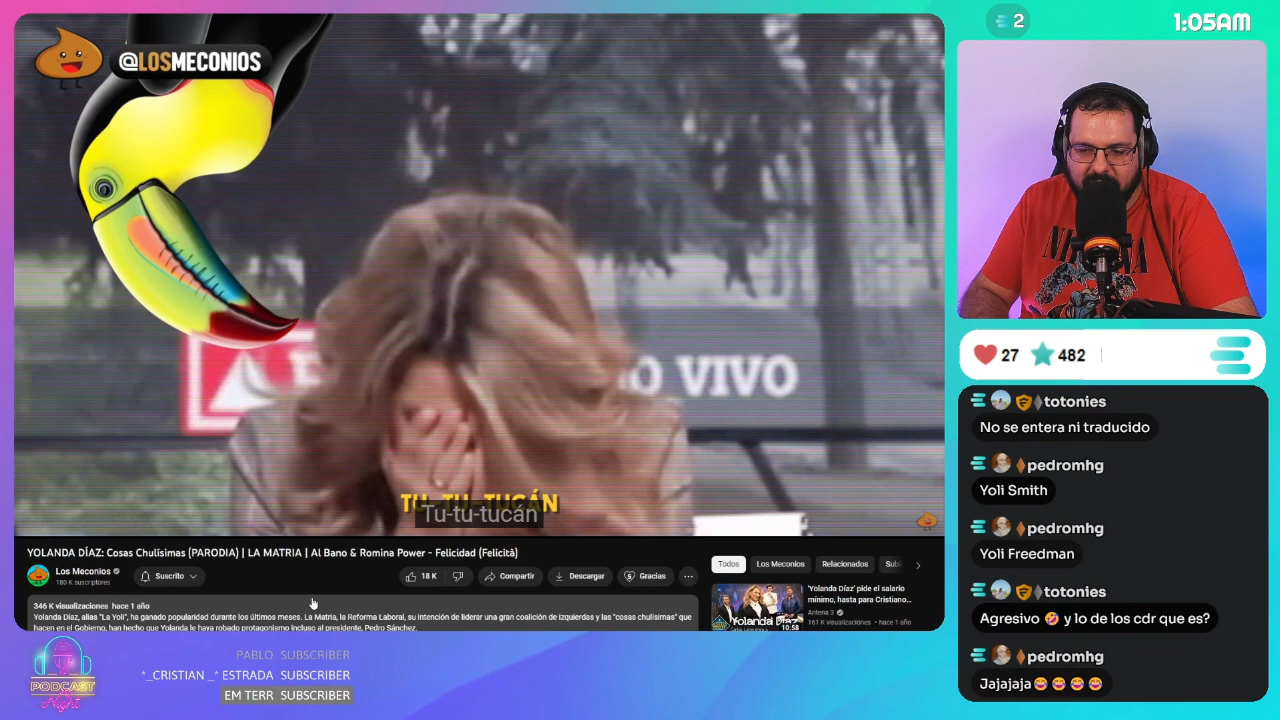 @LOSMECONIOS
O VIVO
TU-TU-TUCÁN
Tu-tu-tucán
YOLANDA DÍAZ: Cosas Chulísimas (PARODIA) | LA MATRIA | Al Bano & Romina Power - Felicidad (Felicità)
Los Meconios
180 K suscriptores
Suscrito
18 K
Compartir
Descargar
Gracias
346 K visualizaciones hace 1 año
Yolanda Díaz, alias "La Yoli", ha ganado popularidad durante los últimos meses. La Matria, la Reforma Laboral, su intención de liderar una gran coalición de izquierdas y las "cosas chulísimas" que
hacen en el Gobierno, han hecho que Yolanda le haya robado protagonismo incluso al presidente, Pedro Sánchez.
Todos
Los Meconios
Relacionados
'Yolanda Díaz' pide el salario
mínimo, hasta para Cristiano...
Antena 3
161 K visualizaciones • hace 1 año
Yolanda Díaz
10:58
PODCAST
Night
PABLO SUBSCRIBER
*_CRISTIAN _* ESTRADA SUBSCRIBER
EM TERR SUBSCRIBER
2
1:05AM
27
482
totonies
No se entera ni traducido
pedromhg
Yoli Smith
pedromhg
Yoli Freedman
totonies
Agresivo 🤣 y lo de los cdr que es?
pedromhg
Jajajaja😂😂😂😂